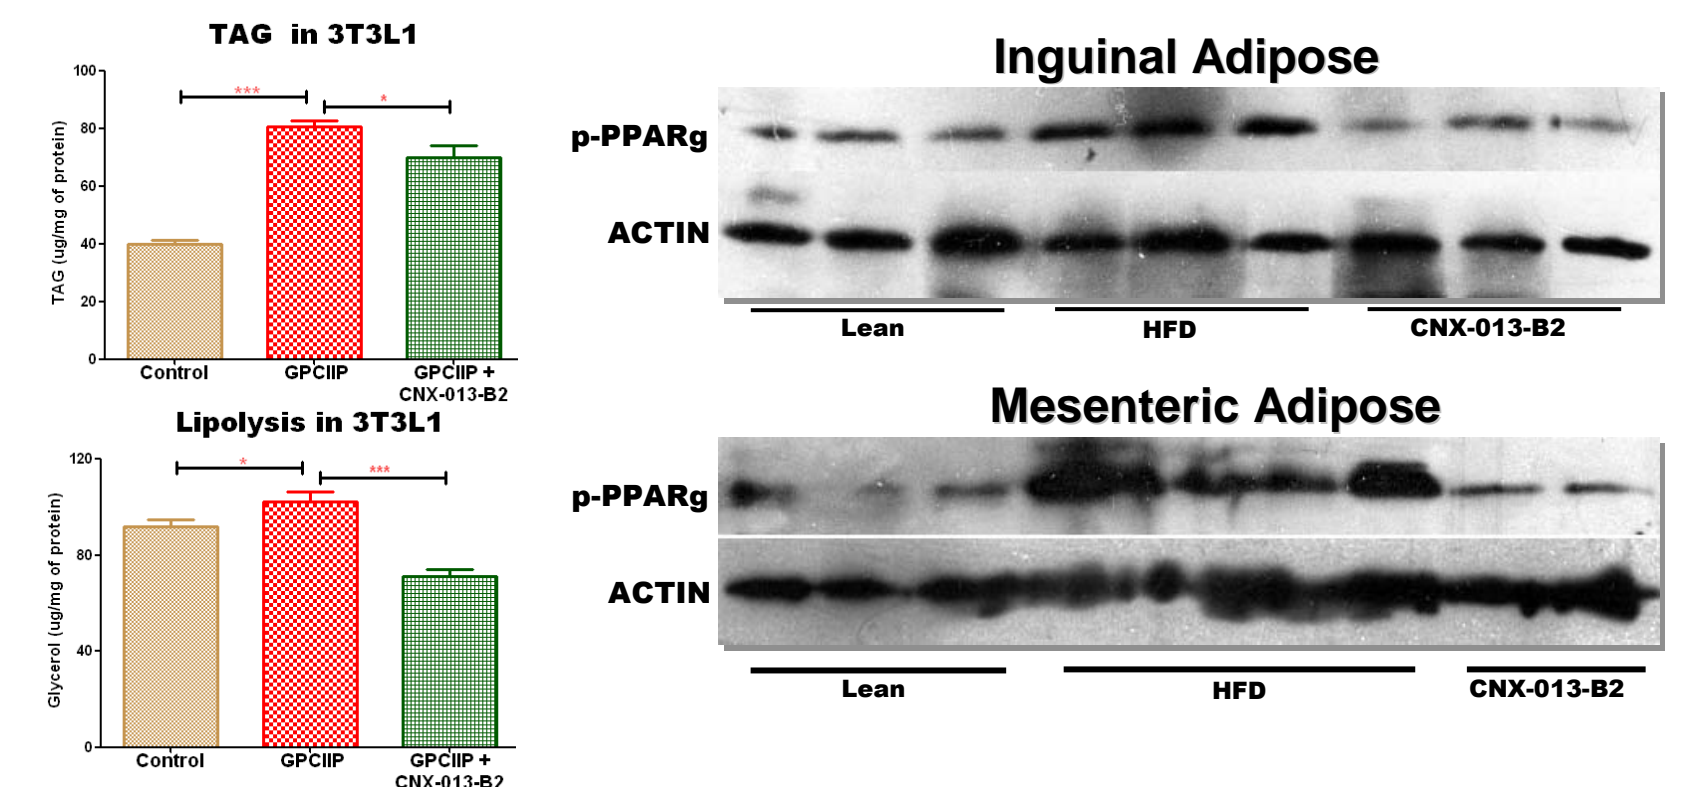 TAG in 3T3L1
100
80
60
40
20
0
TAG (ug/mg of protein)
***
*
Control
GPCIIP
GPCIIP +
CNX-013-B2
Lipolysis in 3T3L1
120
80
40
0
Glycerol (ug/mg of protein)
*
***
Control
GPCIIP
GPCIIP +
CNX-013-B2
Inguinal Adipose
p-PPARg
ACTIN
Lean
HFD
CNX-013-B2
Mesenteric Adipose
p-PPARg
ACTIN
Lean
HFD
CNX-013-B2